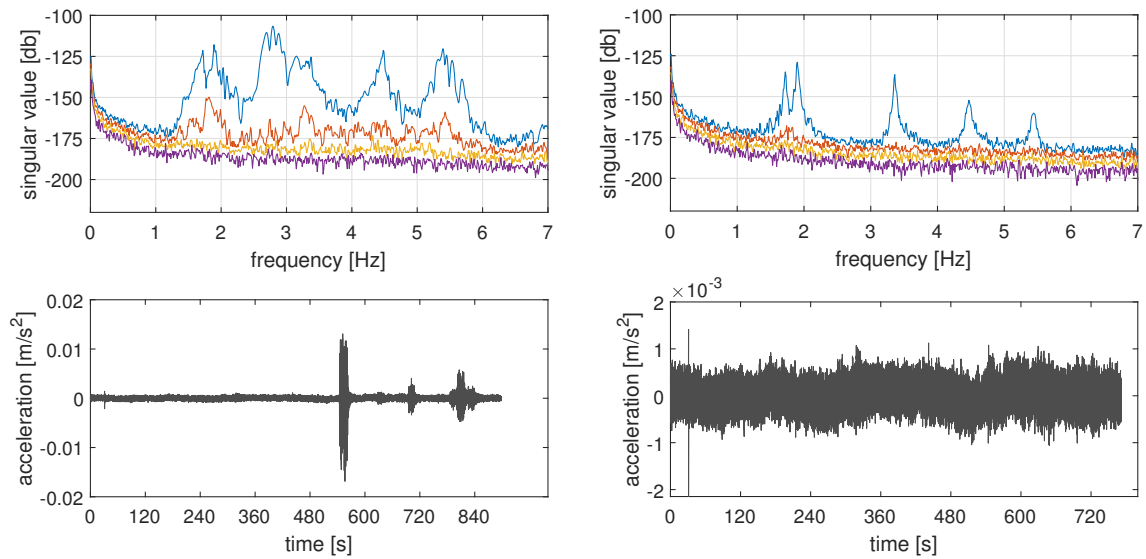 -100
-125
-150
-175
-200
singular value [db]
0 1 2 3 4 5 6 7
frequency [Hz]
-100
-125
-150
-175
-200
singular value [db]
0 1 2 3 4 5 6 7
frequency [Hz]
0.02
0.01
0
-0.01
-0.02
acceleration [m/s²]
0 120 240 360 480 600 720 840
time [s]
× 10⁻³
2
1
0
-1
-2
acceleration [m/s²]
0 120 240 360 480 600 720
time [s]